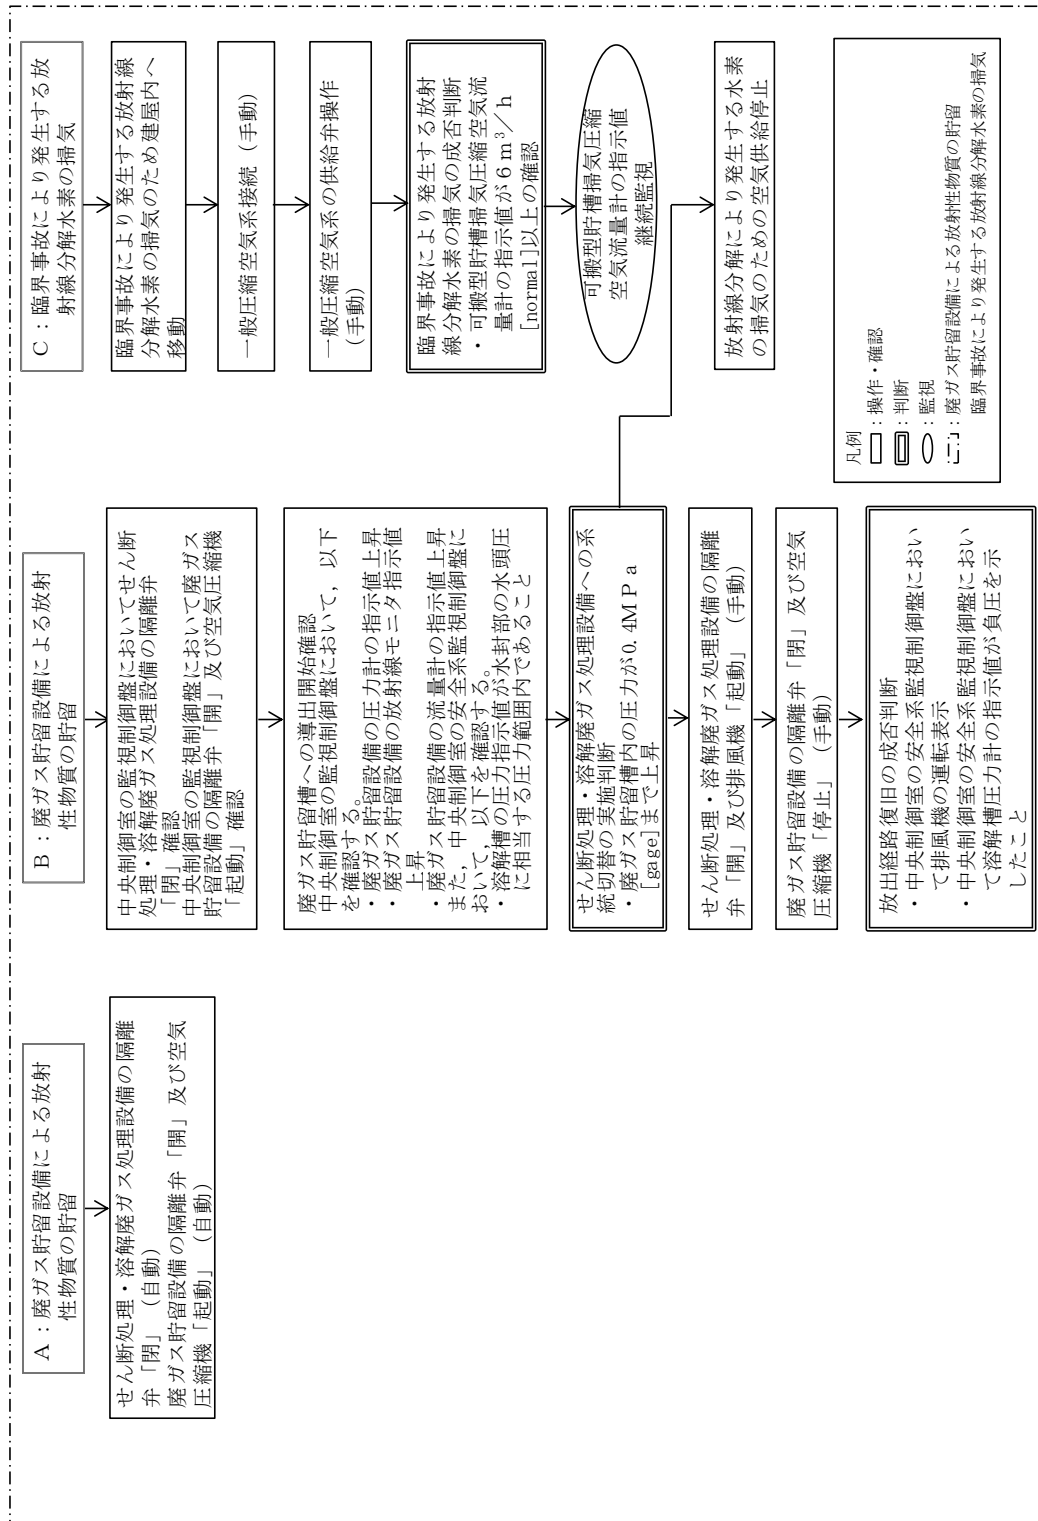 A：廃ガス貯留設備による放射
性物質の貯留
せん断処理・溶解廃ガス処理設備の隔離
弁「閉」（自動）
廃ガス貯留設備の隔離弁「開」及び空気
圧縮機「起動」（自動）
B：廃ガス貯留設備による放射
性物質の貯留
中央制御室の監視制御盤においてせん断
処理・溶解廃ガス処理設備の隔離弁
「閉」確認
中央制御室の監視制御盤において廃ガス
貯留設備の隔離弁「開」及び空気圧縮機
「起動」確認
廃ガス貯留槽への導出開始確認
中央制御室の監視制御盤において，以下
を確認する。
・廃ガス貯留設備の圧力計の指示値上昇
・廃ガス貯留設備の放射線モニタ指示値
上昇
・廃ガス貯留設備の流量計の指示値上昇
また，中央制御室の安全系監視制御盤に
おいて，以下を確認する。
・溶解槽の圧力指示値が水封部の水頭圧
に相当する圧力範囲内であること
せん断処理・溶解廃ガス処理設備への系
統切替の実施判断
・廃ガス貯留槽内の圧力が0.4MPa
[gage]まで上昇
せん断処理・溶解廃ガス処理設備の隔離
弁「開」及び排風機「起動」（手動）
廃ガス貯留設備の隔離弁「閉」及び空気
圧縮機「停止」（手動）
放出経路復旧の成否判断
・中央制御室の安全系監視制御盤におい
て排風機の運転表示
・中央制御室の安全系監視制御盤におい
て溶解槽圧力計の指示値が負圧を示
したこと
C：臨界事故により発生する放
射線分解水素の掃気
臨界事故により発生する放射線
分解水素の掃気のため建屋内へ
移動
一般圧縮空気系接続（手動）
一般圧縮空気系の供給弁操作
（手動）
臨界事故により発生する放射
線分解水素の掃気の成否判断
・可搬型貯槽掃気圧縮空気流
量計の指示値が6m³／h
[normal]以上の確認
可搬型貯槽掃気圧縮
空気流量計の指示値
継続監視
放射線分解により発生する水素
の掃気のための空気供給停止
凡例
：操作・確認
：判断
：監視
：廃ガス貯留設備による放射性物質の貯留
臨界事故により発生する放射線分解水素の掃気